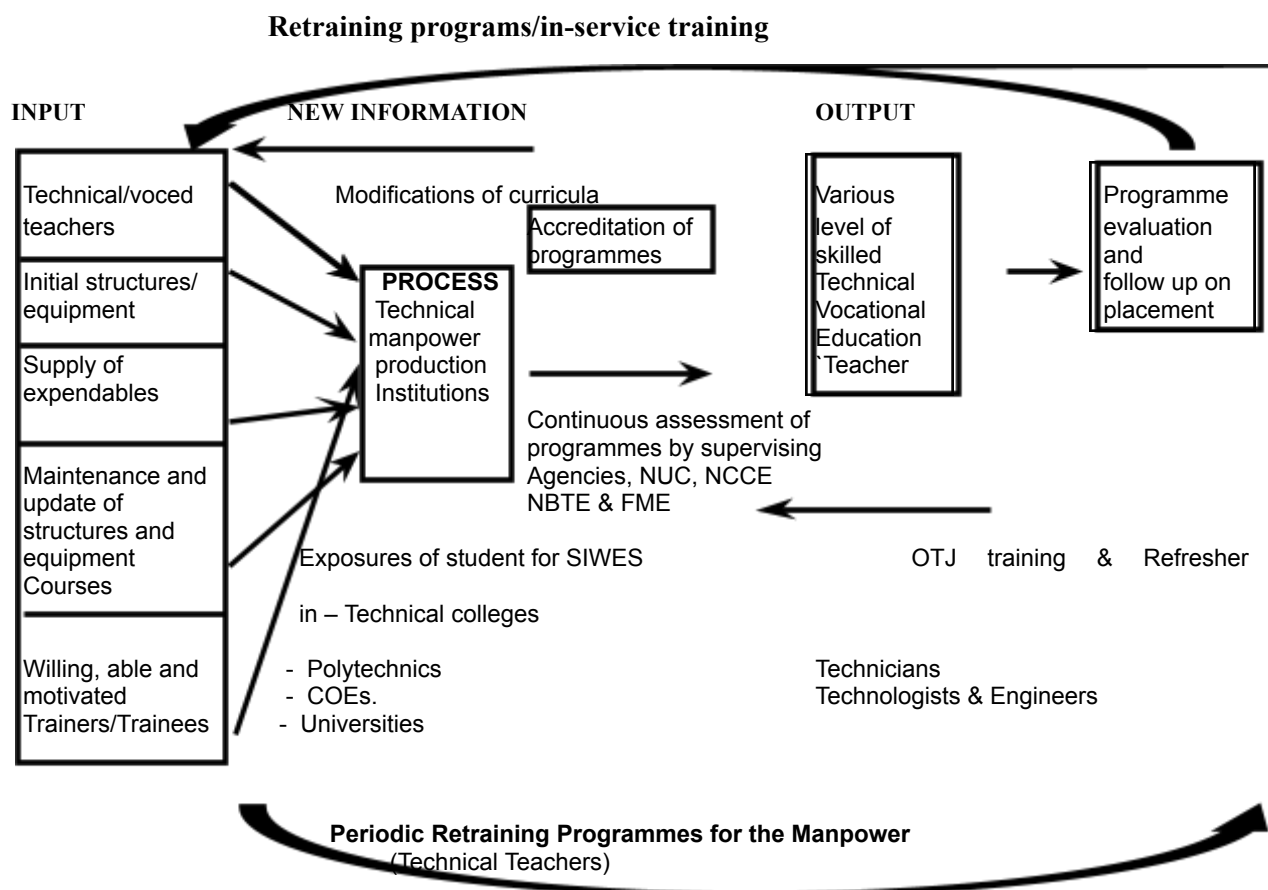 Retraining programs/in-service training
INPUT
NEW INFORMATION
OUTPUT
Technical/voced
teachers
Initial structures/
equipment
Supply of
expendables
Maintenance and
update of
structures and
equipment
Courses
Willing, able and
motivated
Trainers/Trainees
Modifications of curricula
Accreditation of
programmes
PROCESS
Technical
manpower
production
Institutions
Continuous assessment of
programmes by supervising
Agencies, NUC, NCCE
NBTE & FME
Exposures of student for SIWES
in – Technical colleges
- Polytechnics
- COEs.
- Universities
Various
level of
skilled
Technical
Vocational
Education
`Teacher
Programme
evaluation
and
follow up on
placement
OTJ training & Refresher
Technicians
Technologists & Engineers
Periodic Retraining Programmes for the Manpower
(Technical Teachers)